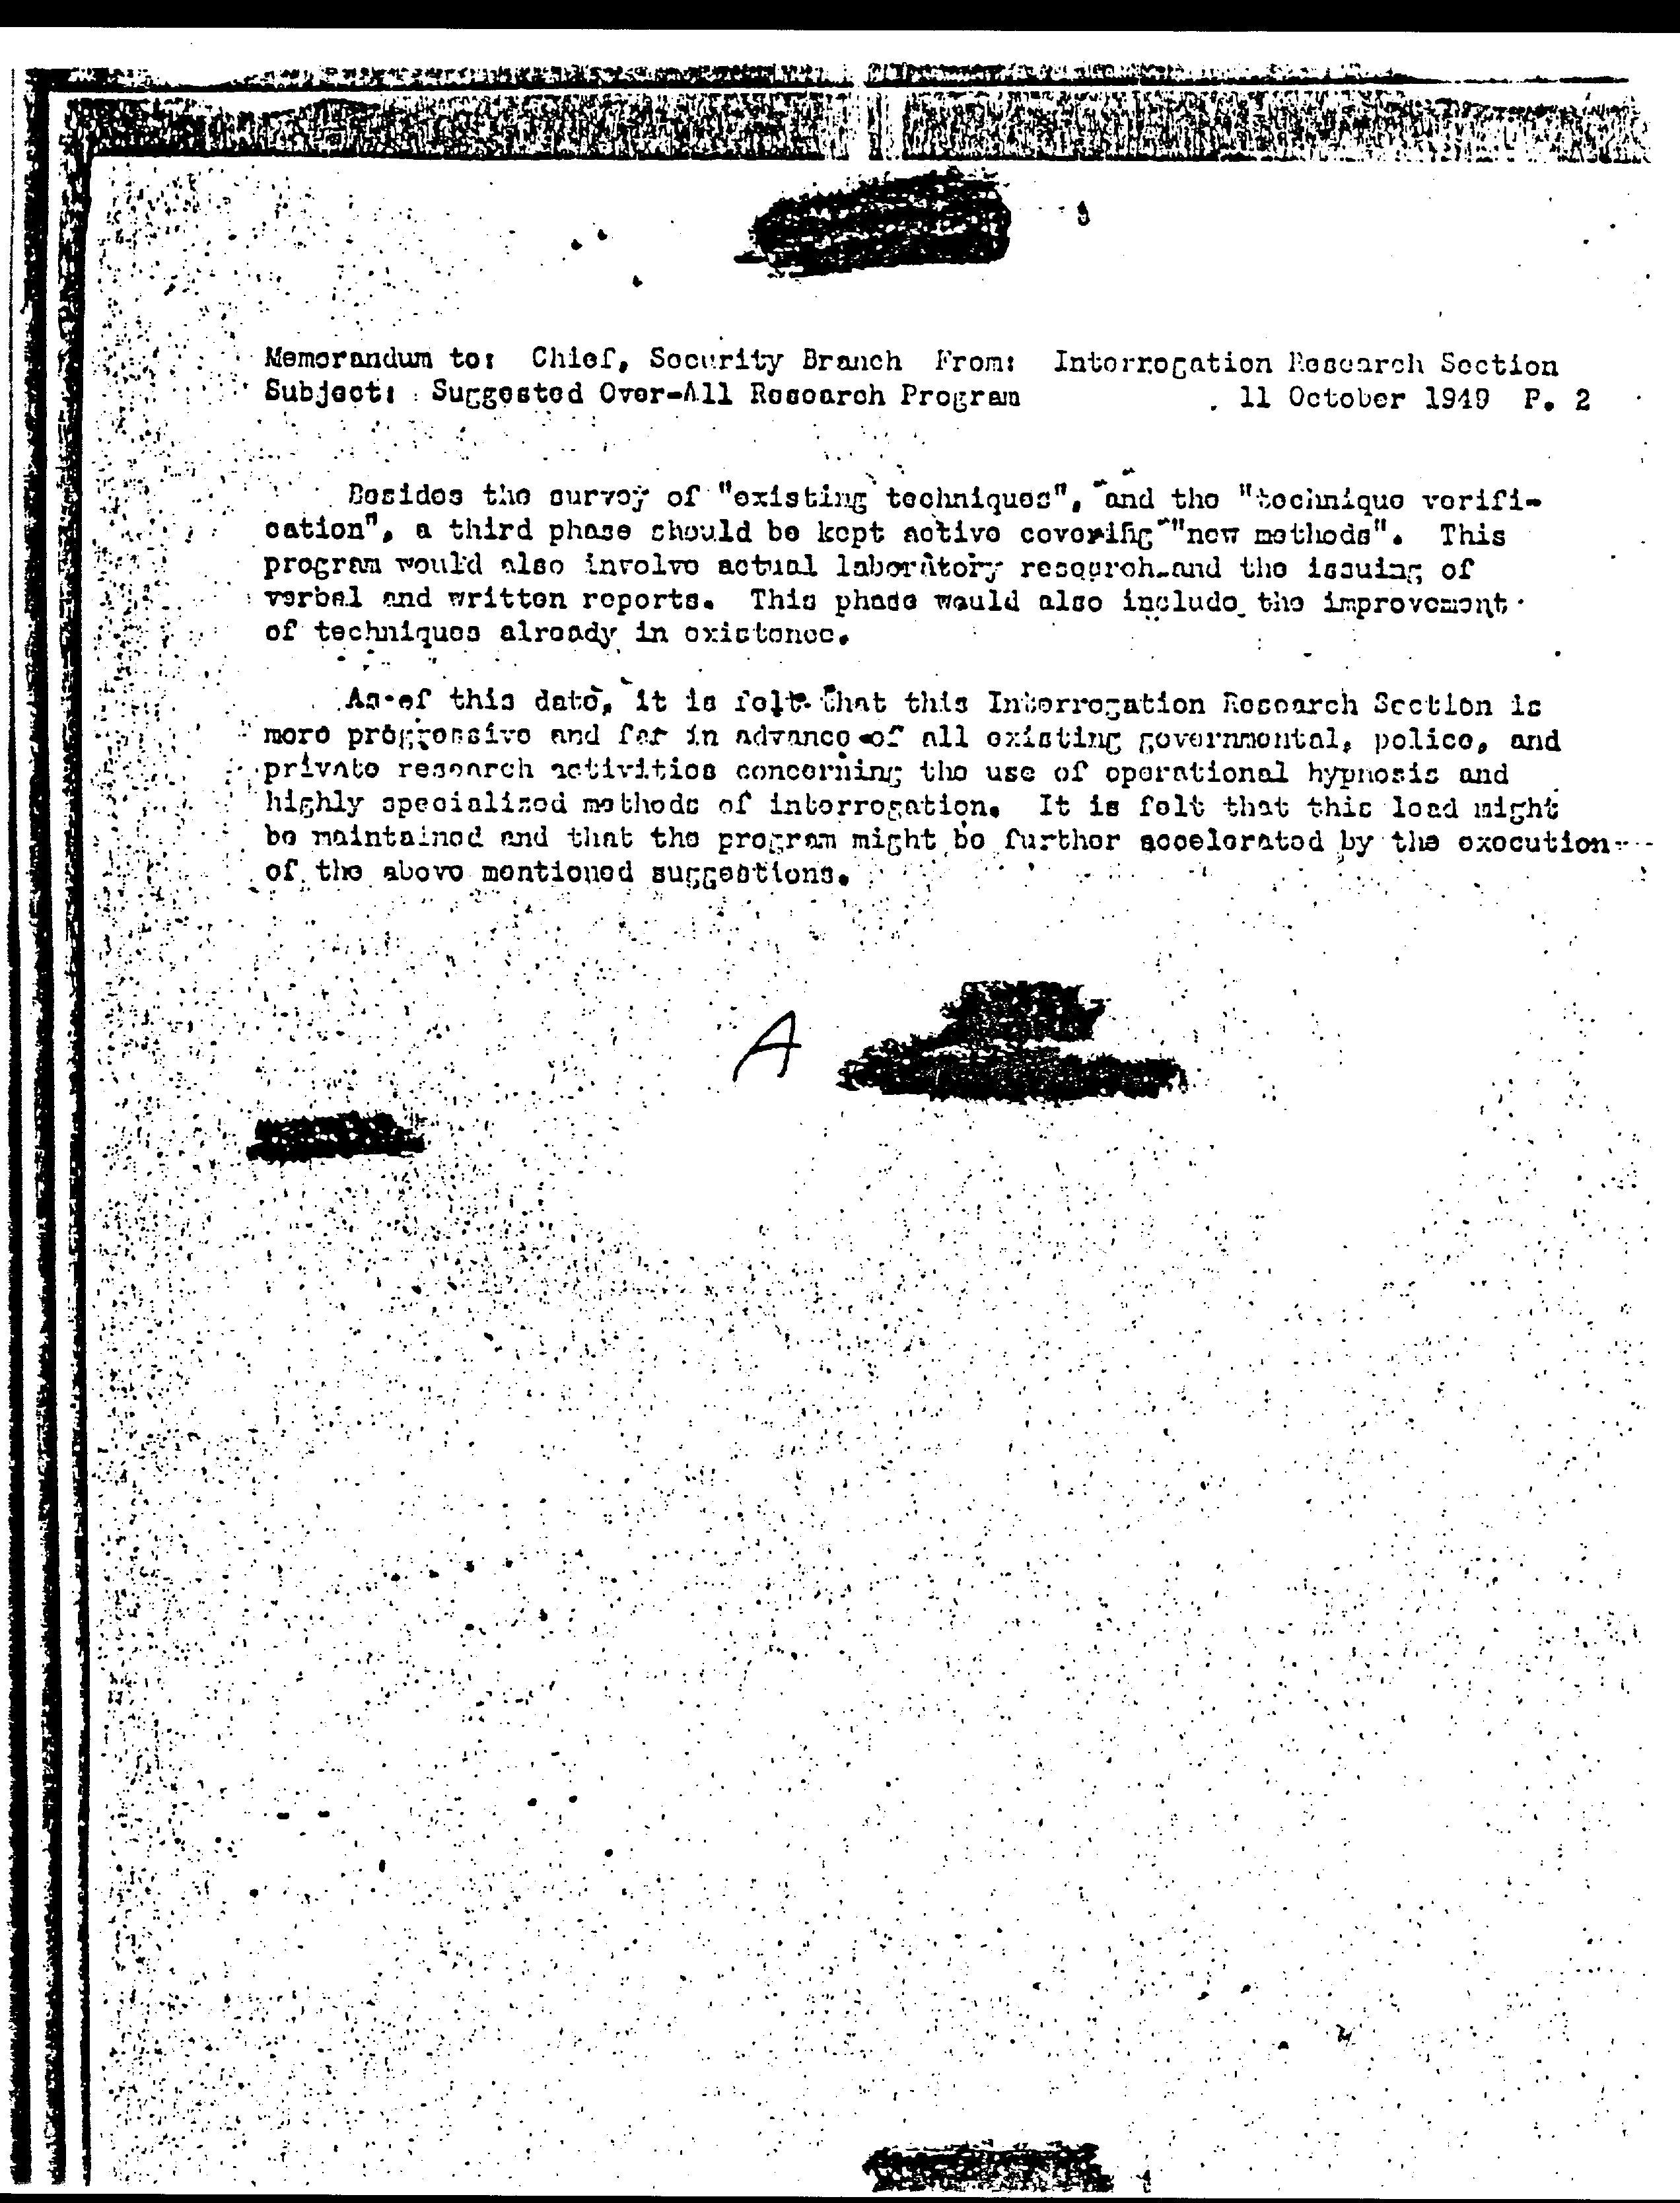 Memorandum to: Chief, Security Branch From: Interrogation Research Section
Subject: Suggested Over-All Research Program 11 October 1949 P. 2
Besides the survey of "existing techniques", and the "technique verifi-
cation", a third phase should be kept active covering "new methods". This
program would also involve actual laboratory research and the issuing of
verbal and written reports. This phase would also include the improvement
of techniques already in existence.
As of this date, it is felt that this Interrogation Research Section is
more progressive and far in advance of all existing governmental, police, and
private research activities concerning the use of operational hypnosis and
highly specialized methods of interrogation. It is felt that this lead might
be maintained and that the program might be further accelerated by the execution
of the above mentioned suggestions.
A